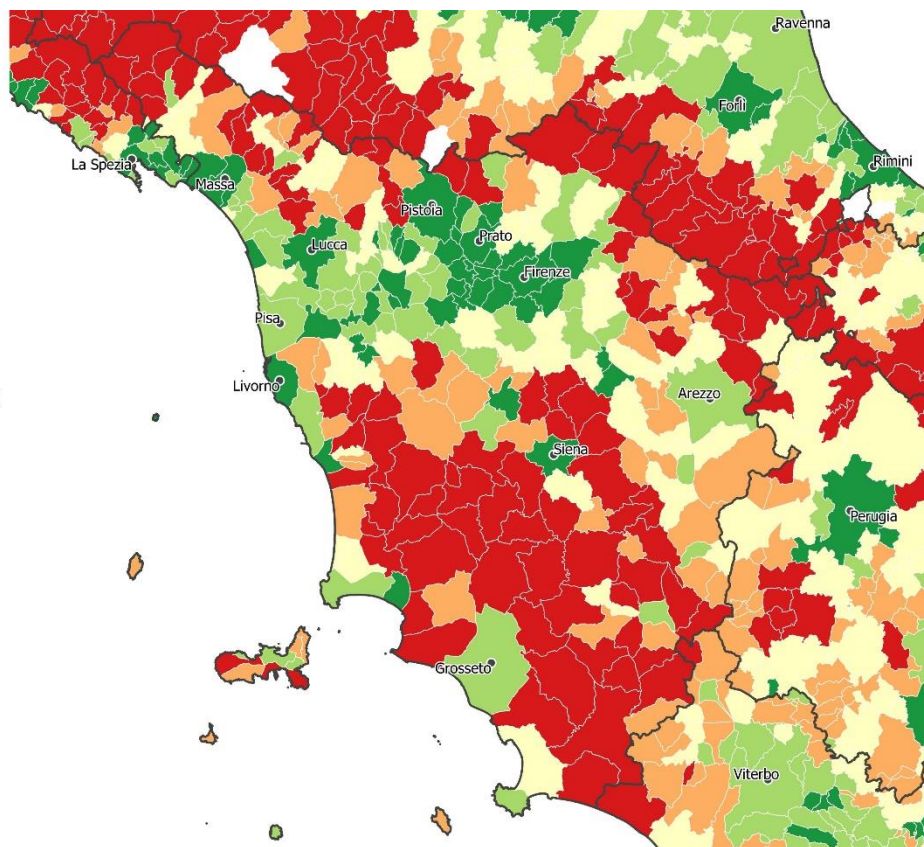 Ravenna
Forlì
La Spezia
Rimini
Massa
Pistoia
Prato
Lucca
Firenze
Pisa
Livorno
Arezzo
Siena
Perugia
Grosseto
Viterbo